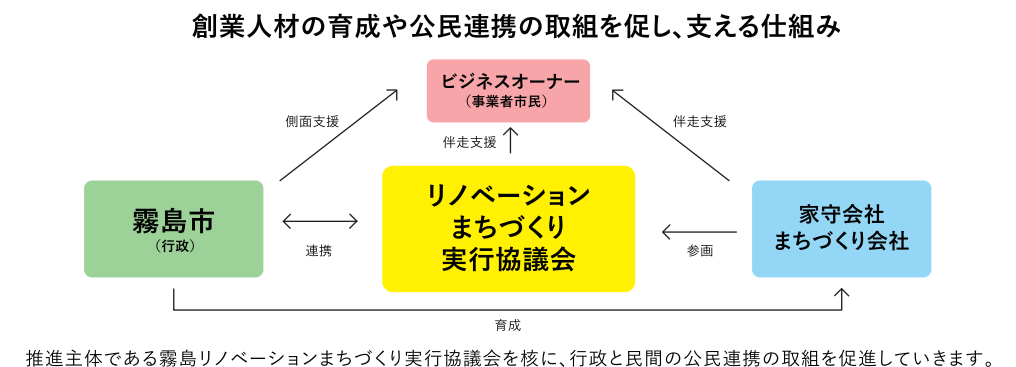 創業人材の育成や公民連携の取組を促し、支える仕組み
ビジネスオーナー
（事業者市民）
側面支援
伴走支援
伴走支援
霧島市
（行政）
リノベーション
まちづくり
実行協議会
家守会社
まちづくり会社
連携
参画
育成
推進主体である霧島リノベーションまちづくり実行協議会を核に、行政と民間の公民連携の取組を促進していきます。